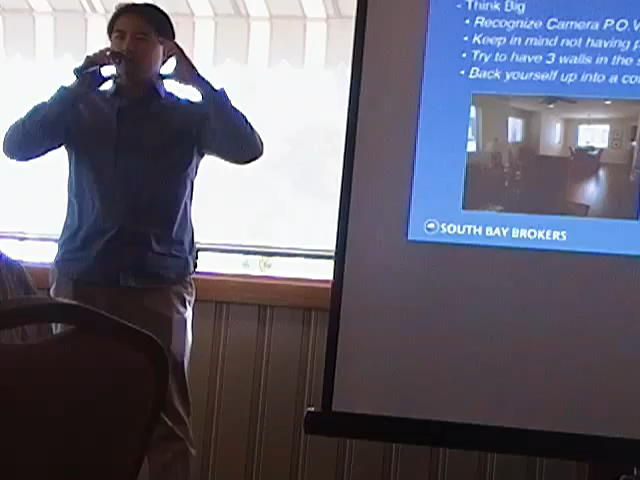 - Think Big
• Recognize Camera P.O.V
• Keep in mind not having
• Try to have 3 walls in the
• Back yourself up into a
SOUTH BAY BROKERS